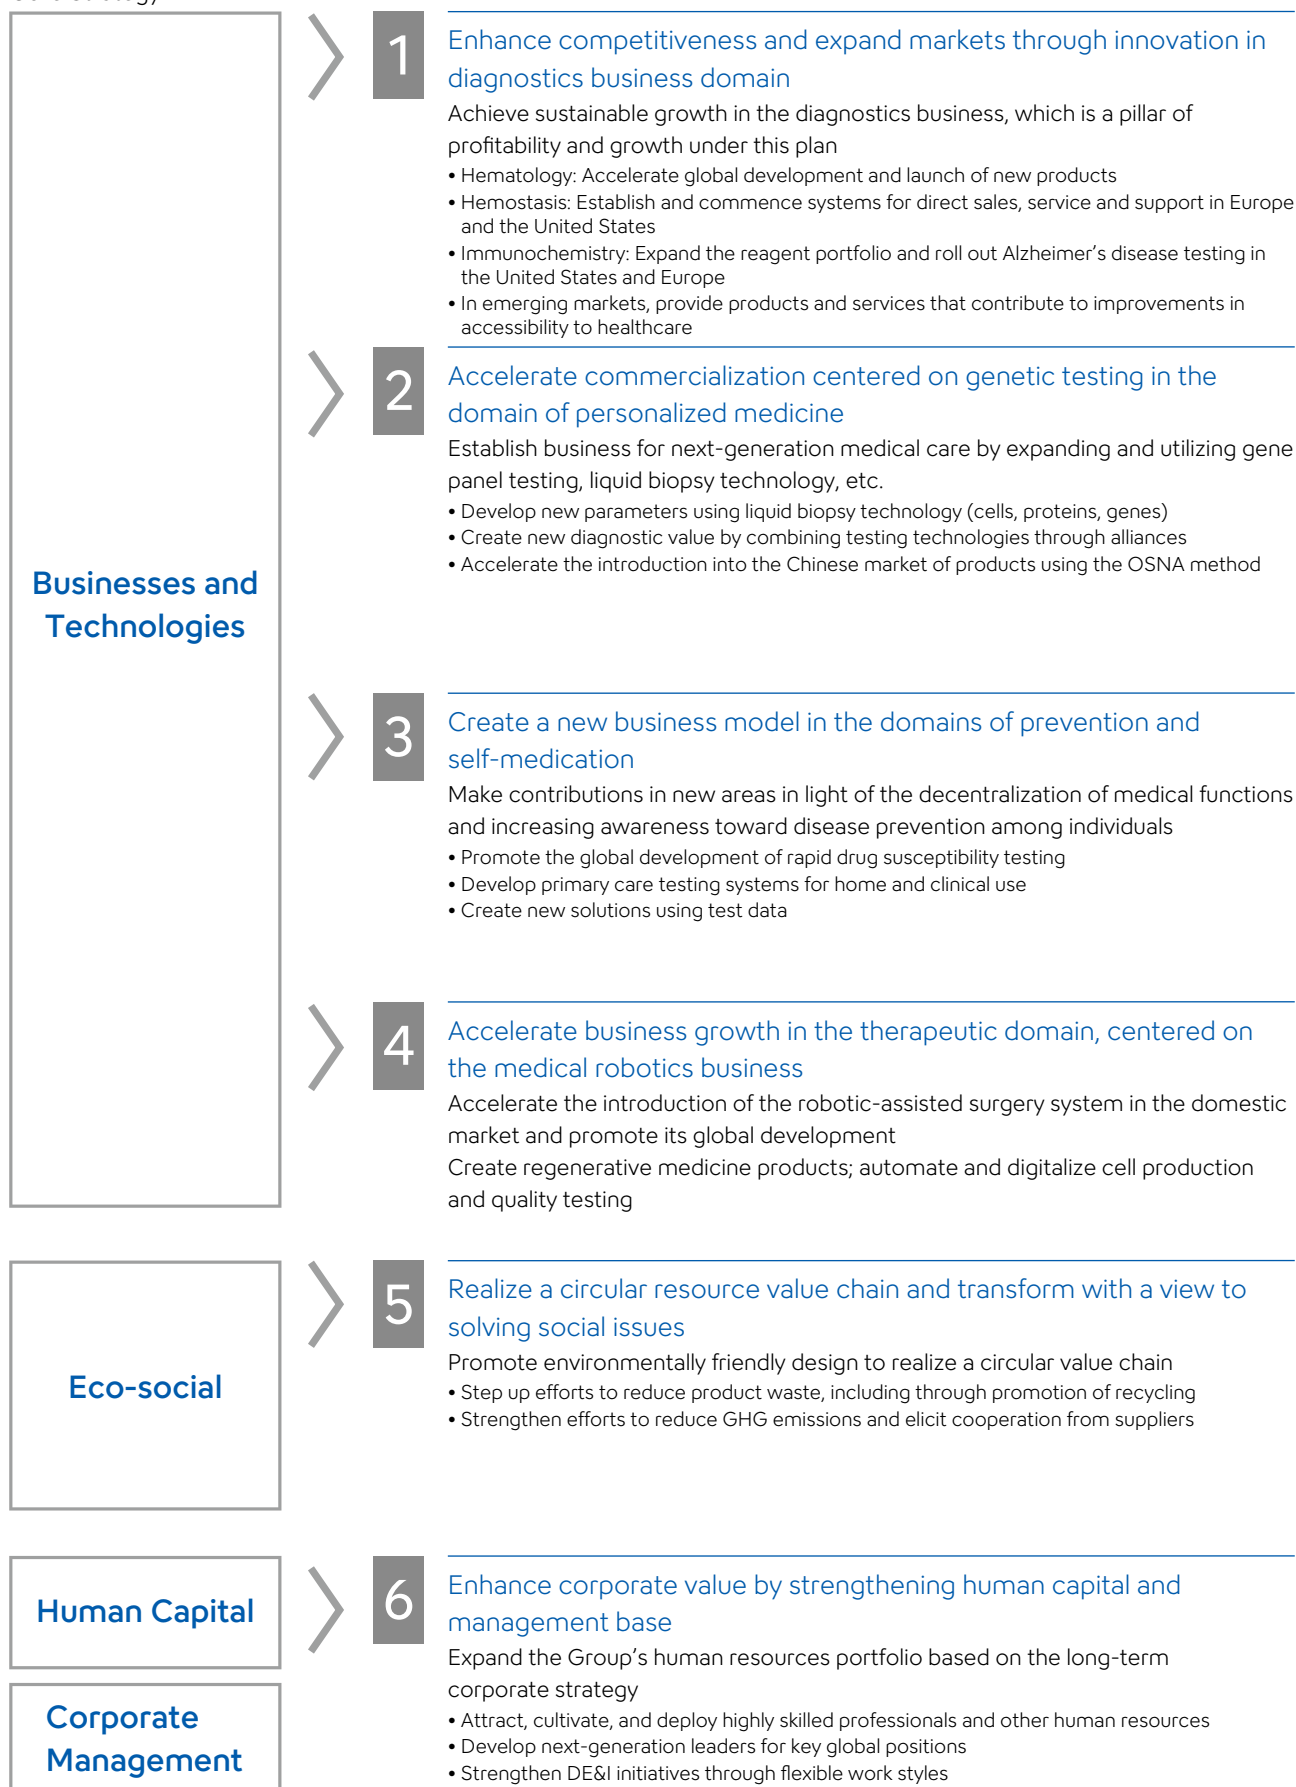 Businesses and
Technologies
1
Enhance competitiveness and expand markets through innovation in
diagnostics business domain
Achieve sustainable growth in the diagnostics business, which is a pillar of
profitability and growth under this plan
• Hematology: Accelerate global development and launch of new products
• Hemostasis: Establish and commence systems for direct sales, service and support in Europe
and the United States
• Immunochemistry: Expand the reagent portfolio and roll out Alzheimer's disease testing in
the United States and Europe
• In emerging markets, provide products and services that contribute to improvements in
accessibility to healthcare
2
Accelerate commercialization centered on genetic testing in the
domain of personalized medicine
Establish business for next-generation medical care by expanding and utilizing gene
panel testing, liquid biopsy technology, etc.
• Develop new parameters using liquid biopsy technology (cells, proteins, genes)
• Create new diagnostic value by combining testing technologies through alliances
• Accelerate the introduction into the Chinese market of products using the OSNA method
3
Create a new business model in the domains of prevention and
self-medication
Make contributions in new areas in light of the decentralization of medical functions
and increasing awareness toward disease prevention among individuals
• Promote the global development of rapid drug susceptibility testing
• Develop primary care testing systems for home and clinical use
• Create new solutions using test data
4
Accelerate business growth in the therapeutic domain, centered on
the medical robotics business
Accelerate the introduction of the robotic-assisted surgery system in the domestic
market and promote its global development
Create regenerative medicine products; automate and digitalize cell production
and quality testing
Eco-social
5
Realize a circular resource value chain and transform with a view to
solving social issues
Promote environmentally friendly design to realize a circular value chain
• Step up efforts to reduce product waste, including through promotion of recycling
• Strengthen efforts to reduce GHG emissions and elicit cooperation from suppliers
Human Capital
Corporate
Management
6
Enhance corporate value by strengthening human capital and
management base
Expand the Group's human resources portfolio based on the long-term
corporate strategy
• Attract, cultivate, and deploy highly skilled professionals and other human resources
• Develop next-generation leaders for key global positions
• Strengthen DE&I initiatives through flexible work styles